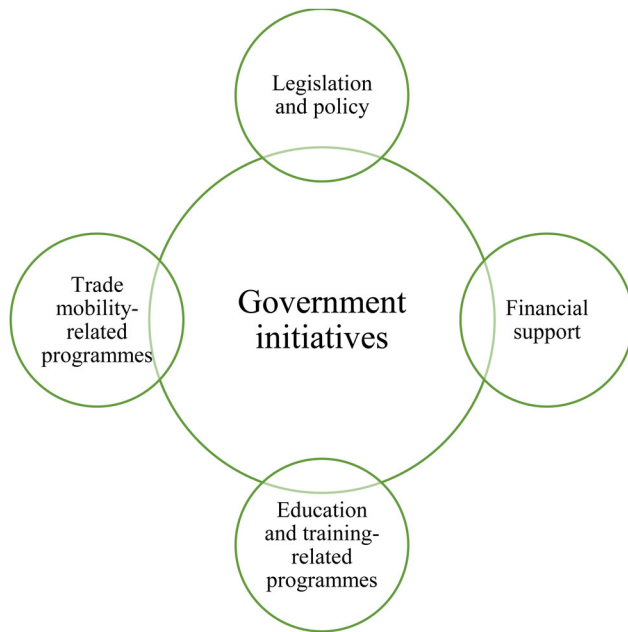 Legislation
and policy
Trade
mobility-
related
programmes
Government
initiatives
Financial
support
Education
and training-
related
programmes